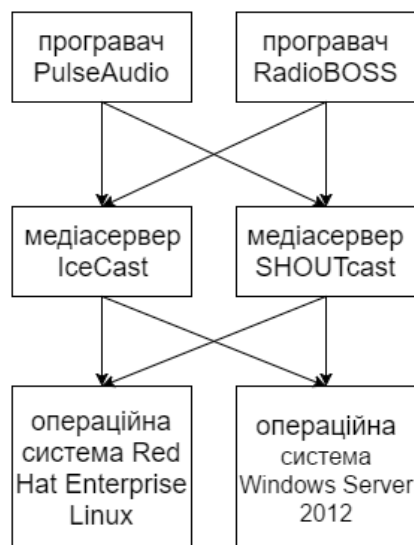 програвач
PulseAudio
програвач
RadioBOSS
медіасервер
IceCast
медіасервер
SHOUTcast
операційна
система Red
Hat Enterprise
Linux
операційна
система
Windows Server
2012